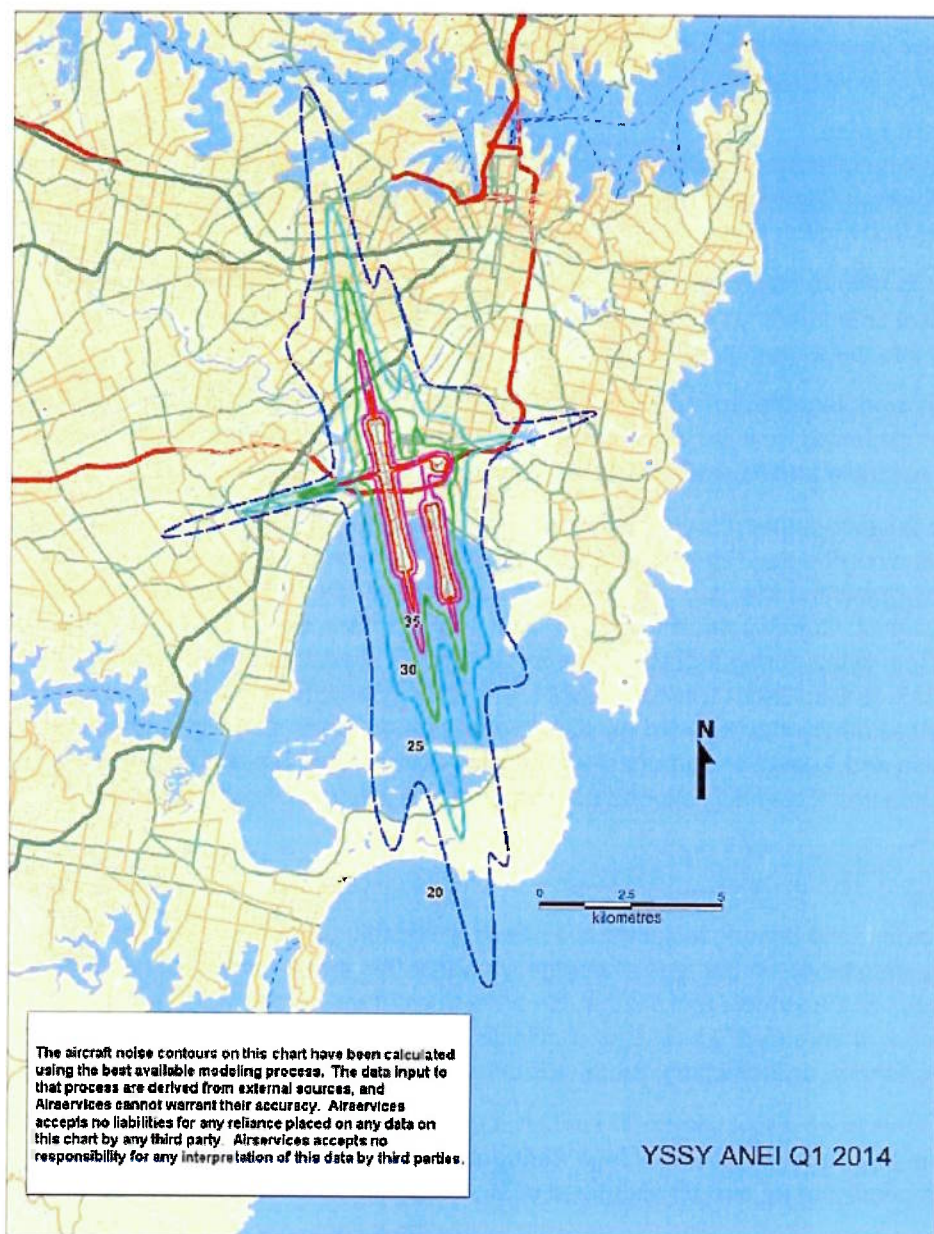 35
30
25
N
20
0 2.5 5
kilometres
The aircraft noise contours on this chart have been calculated
using the best available modeling process. The data input to
that process are derived from external sources, and
Airservices cannot warrant their accuracy. Airservices
accepts no liabilities for any reliance placed on any data on
this chart by any third party. Airservices accepts no
responsibility for any interpretation of this data by third parties.
YSSY ANEI Q1 2014